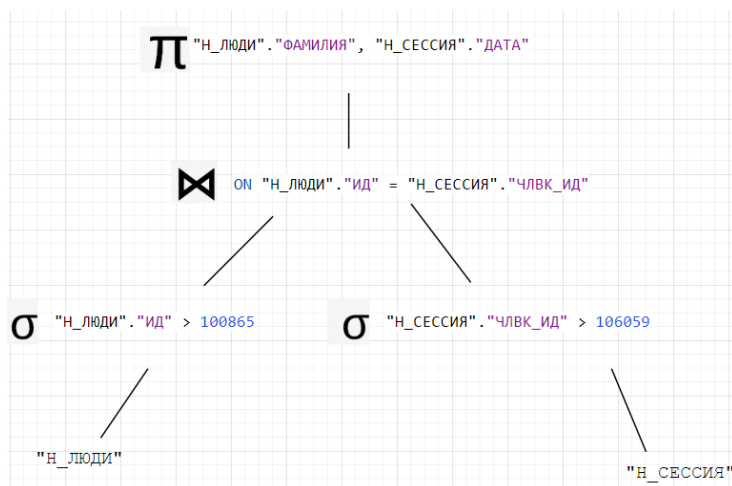 π "Н_ЛЮДИ"."ФАМИЛИЯ", "Н_СЕССИЯ"."ДАТА"
⋈ ON "Н_ЛЮДИ"."ИД" = "Н_СЕССИЯ"."ЧЛВК_ИД"
σ "Н_ЛЮДИ"."ИД" > 100865
σ "Н_СЕССИЯ"."ЧЛВК_ИД" > 106059
"Н_ЛЮДИ"
"Н_СЕССИЯ"